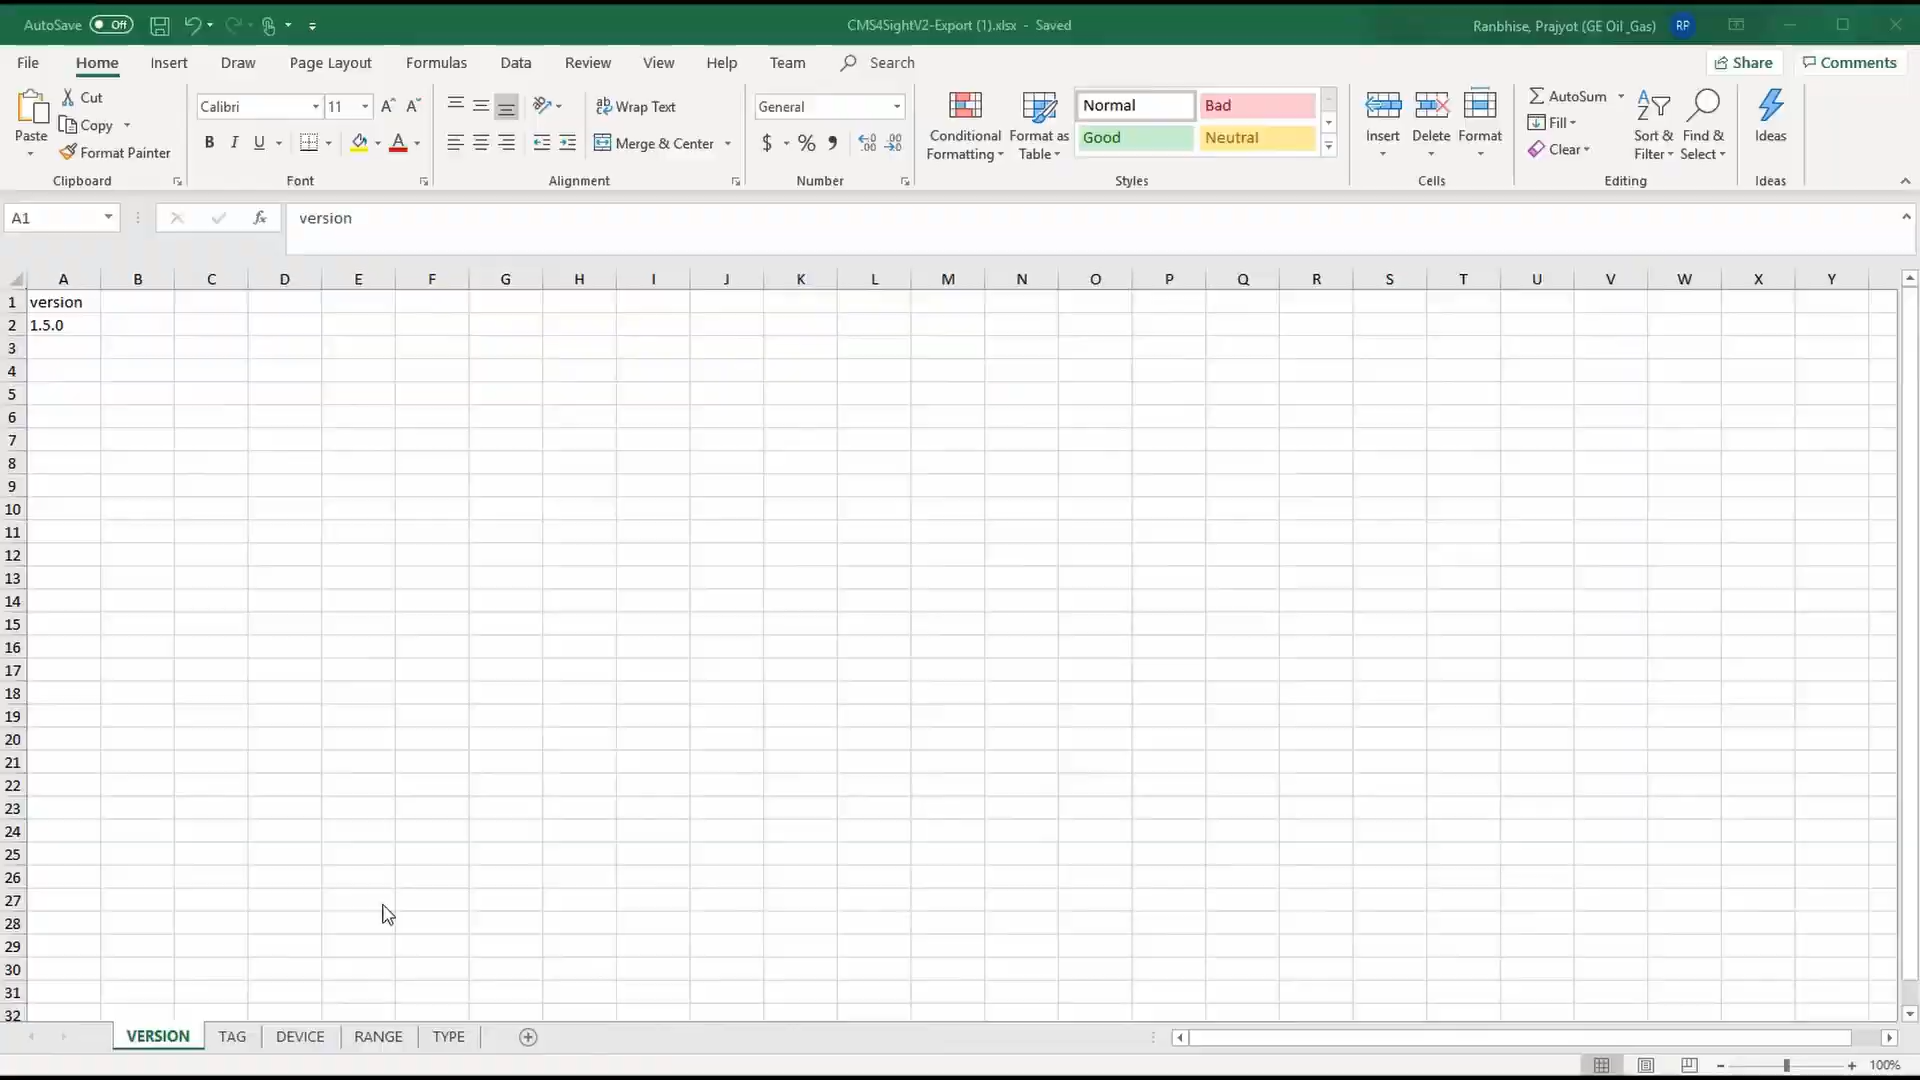 AutoSave Off CMS4SightV2-Export (1).xlsx - Saved Ranbhise, Prajyot (GE Oil_Gas) RP
File Home Insert Draw Page Layout Formulas Data Review View Help Team Search Share Comments
Paste Cut Copy Format Painter
Clipboard
Calibri 11 A^ A^
B I U A
Font
Wrap Text
Merge & Center
Alignment
General
$ % , .00
Number
Conditional Formatting Format as Table
Normal Bad
Good Neutral
Styles
Insert Delete Format
Cells
AutoSum
Fill
Clear
Sort & Filter Find & Select
Editing
Ideas
Ideas
A1 fx version
A B C D E F G H I J K L M N O P Q R S T U V W X Y
1 version
2 1.5.0
3
4
5
6
7
8
9
10
11
12
13
14
15
16
17
18
19
20
21
22
23
24
25
26
27
28
29
30
31
32
VERSION TAG DEVICE RANGE TYPE
100%